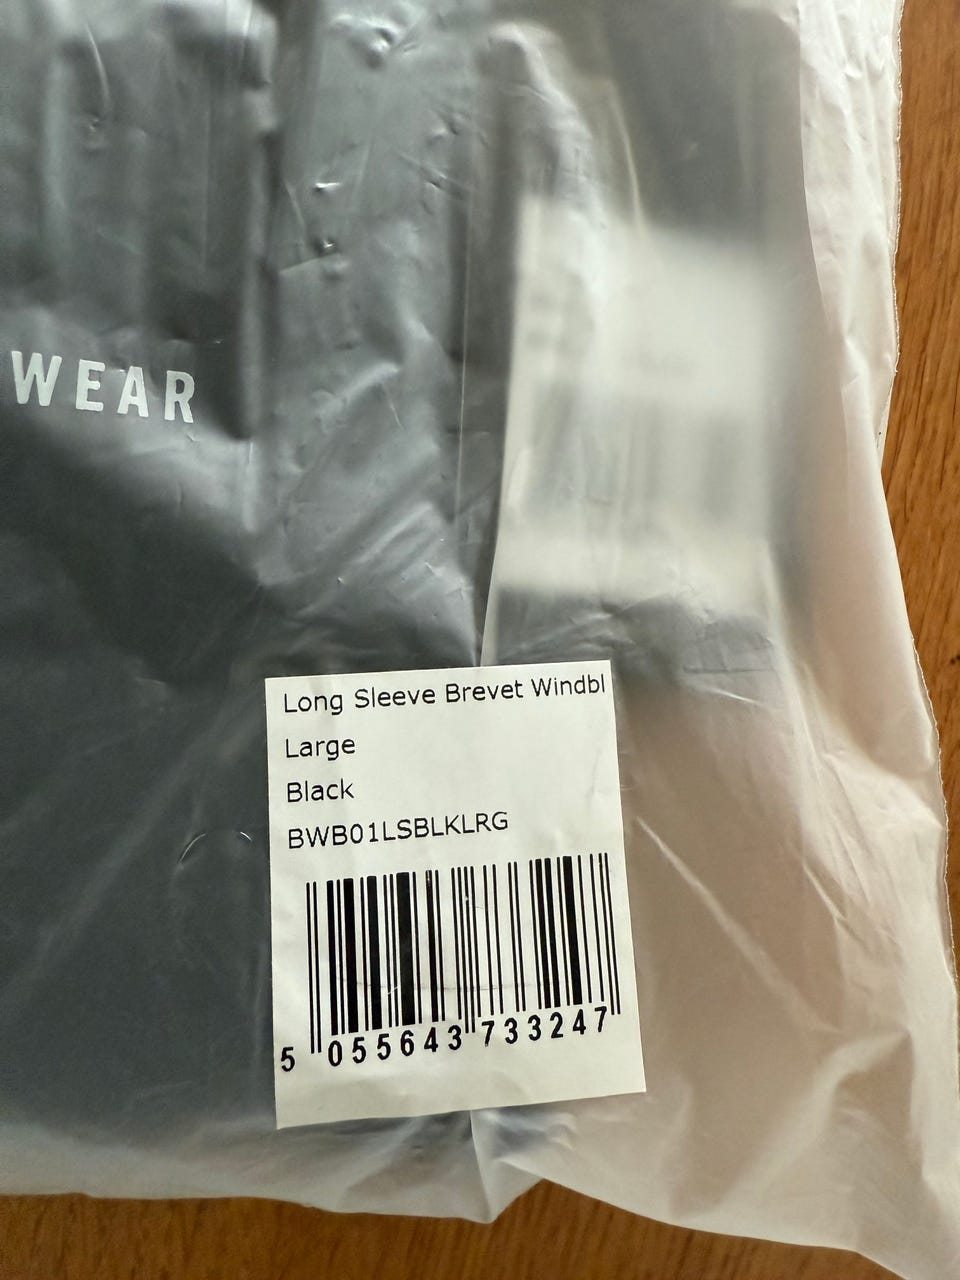 WEAR
Long Sleeve Brevet Windbl
Large
Black
BWB01LSBLKLRG
5 055643 733247